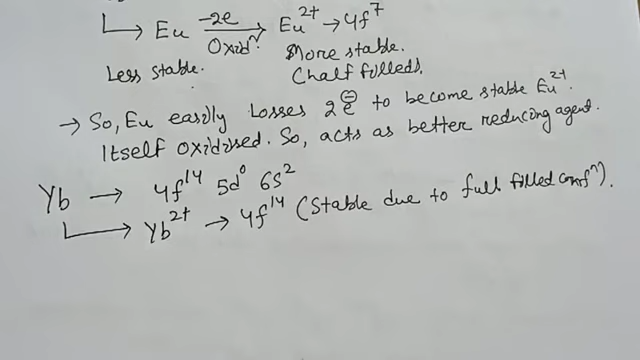 ↳ Eu —-2e/Oxidⁿ→ Eu²⁺ → 4f⁷
Less stable. More stable.
(half filled).
→ So, Eu easily Losses 2e⊖ to become stable Eu²⁺.
Itself oxidised. So, acts as better reducing agent.
Yb → 4f¹⁴ 5d⁰ 6s²
↳ Yb²⁺ → 4f¹⁴ (Stable due to full filled confⁿ).